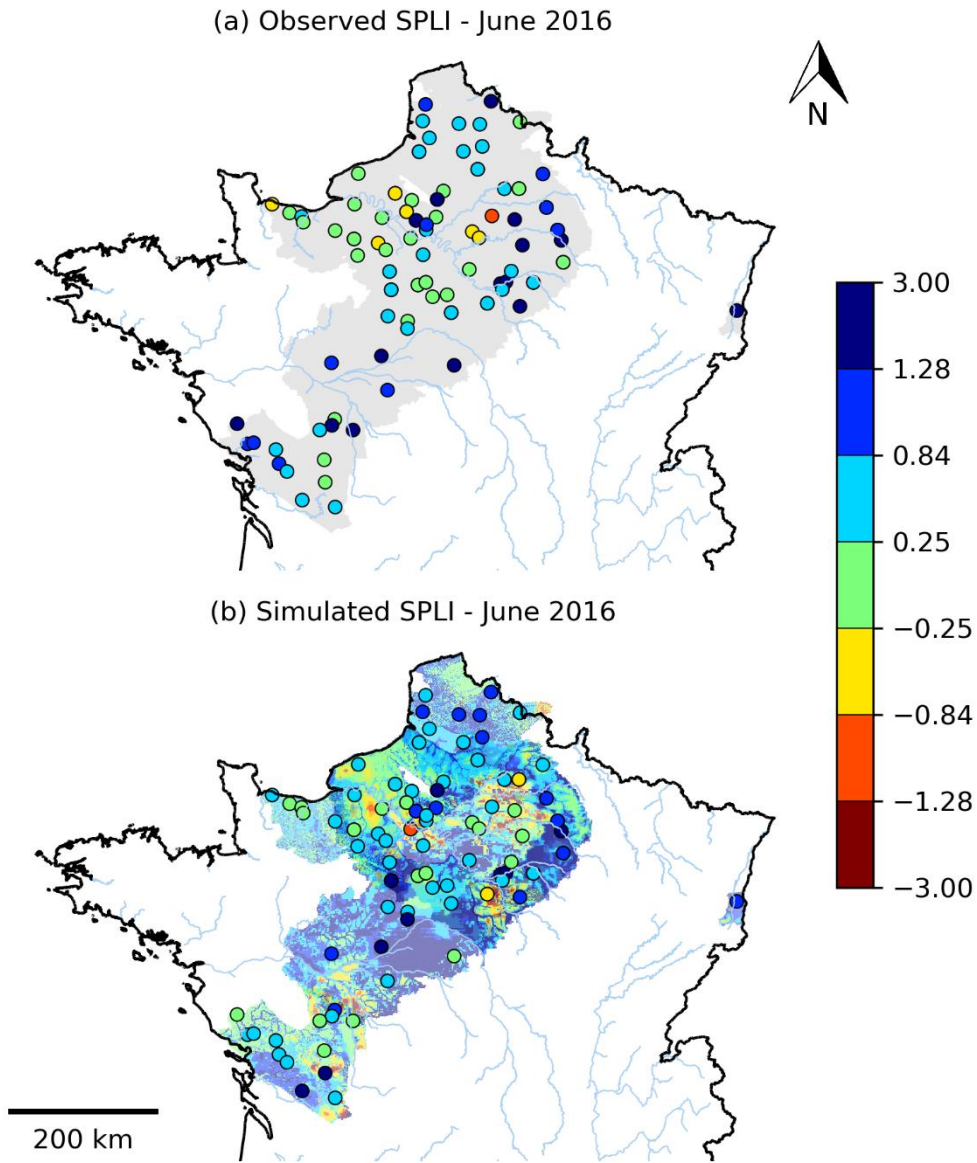 (a) Observed SPLI - June 2016
N
3.00
1.28
0.84
0.25
−0.25
−0.84
−1.28
−3.00
(b) Simulated SPLI - June 2016
200 km